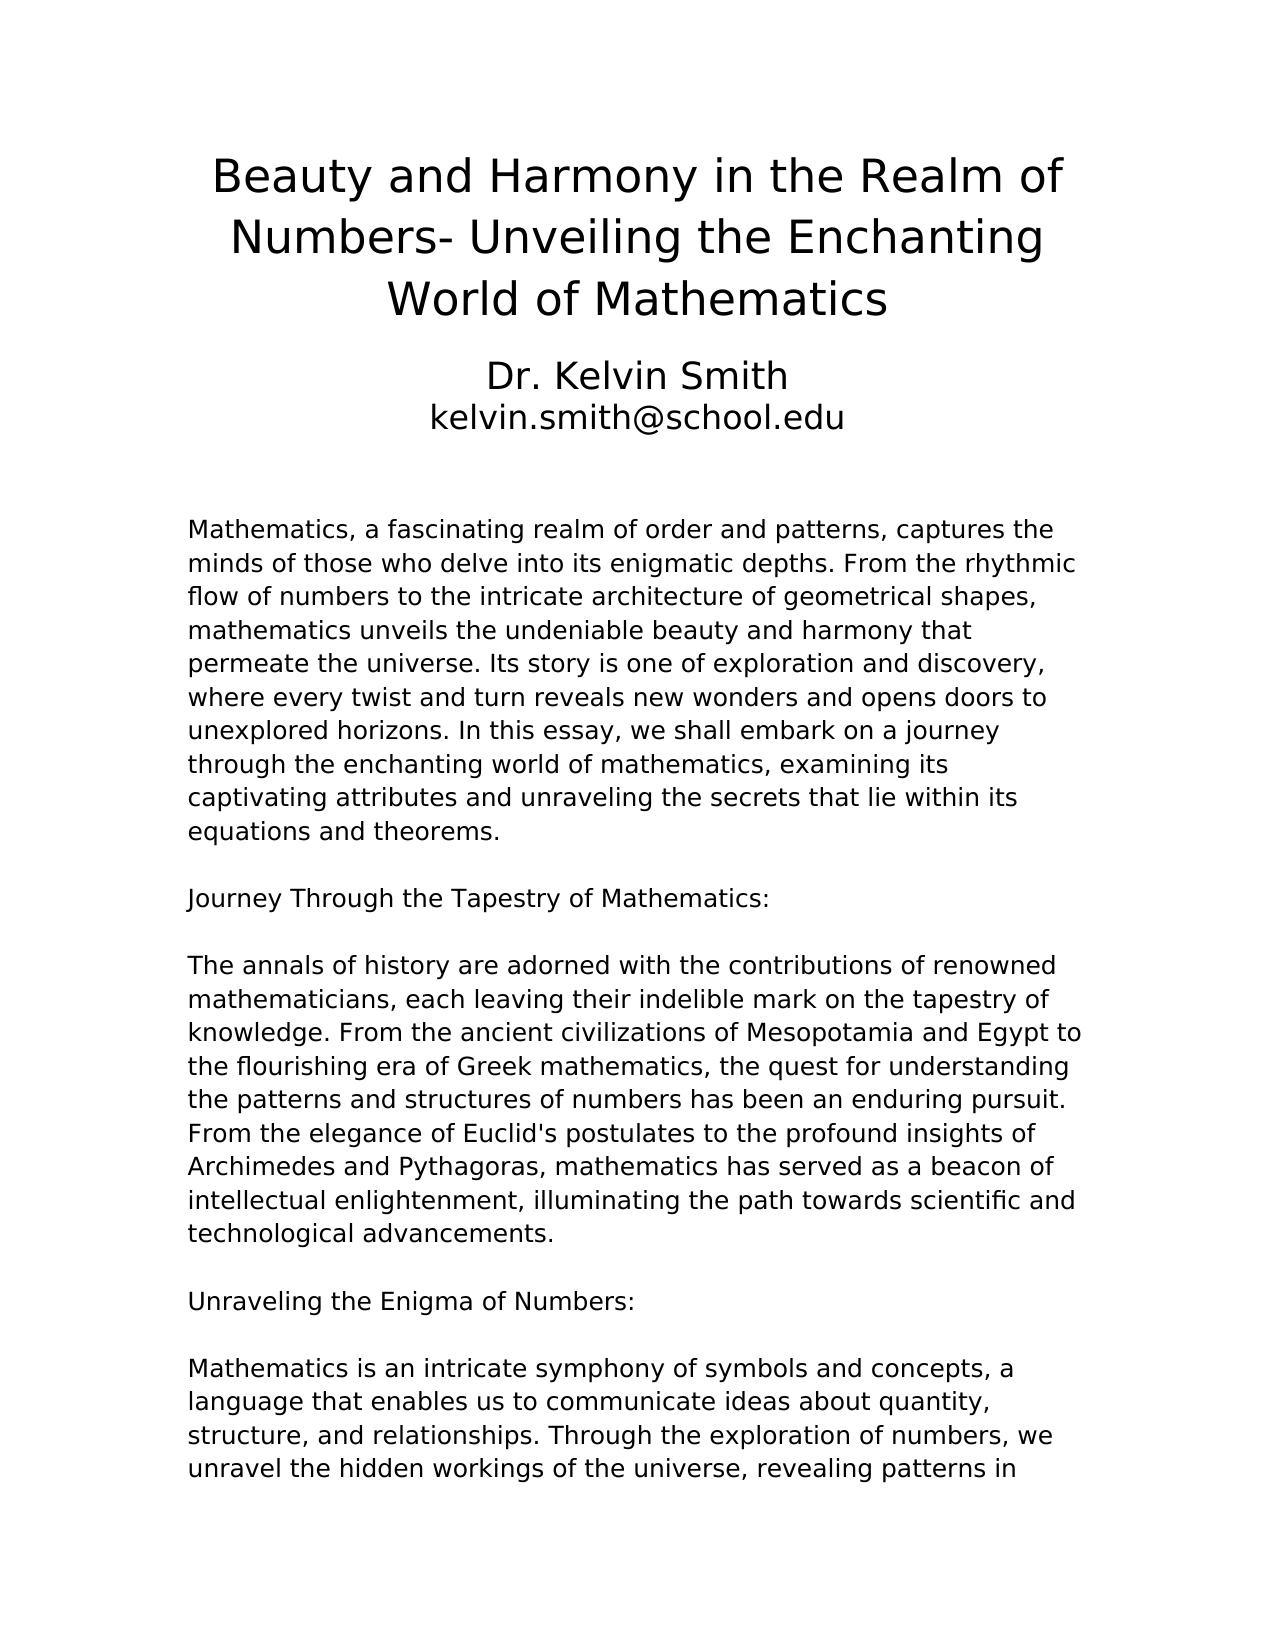 Beauty and Harmony in the Realm of
Numbers- Unveiling the Enchanting
World of Mathematics
Dr. Kelvin Smith
kelvin.smith@school.edu
Mathematics, a fascinating realm of order and patterns, captures the
minds of those who delve into its enigmatic depths. From the rhythmic
flow of numbers to the intricate architecture of geometrical shapes,
mathematics unveils the undeniable beauty and harmony that
permeate the universe. Its story is one of exploration and discovery,
where every twist and turn reveals new wonders and opens doors to
unexplored horizons. In this essay, we shall embark on a journey
through the enchanting world of mathematics, examining its
captivating attributes and unraveling the secrets that lie within its
equations and theorems.
Journey Through the Tapestry of Mathematics:
The annals of history are adorned with the contributions of renowned
mathematicians, each leaving their indelible mark on the tapestry of
knowledge. From the ancient civilizations of Mesopotamia and Egypt to
the flourishing era of Greek mathematics, the quest for understanding
the patterns and structures of numbers has been an enduring pursuit.
From the elegance of Euclid's postulates to the profound insights of
Archimedes and Pythagoras, mathematics has served as a beacon of
intellectual enlightenment, illuminating the path towards scientific and
technological advancements.
Unraveling the Enigma of Numbers:
Mathematics is an intricate symphony of symbols and concepts, a
language that enables us to communicate ideas about quantity,
structure, and relationships. Through the exploration of numbers, we
unravel the hidden workings of the universe, revealing patterns in